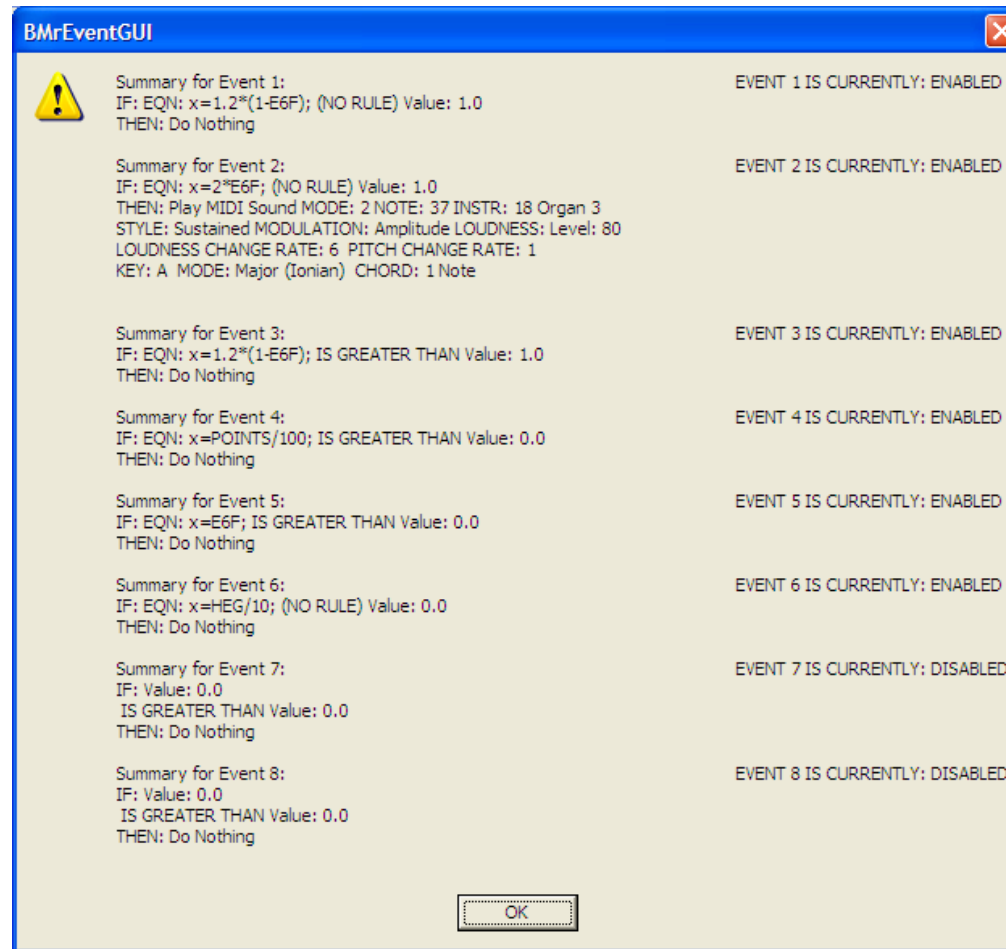 BMrEventGUI
Summary for Event 1: EVENT 1 IS CURRENTLY: ENABLED
IF: EQN: x=1.2*(1-E6F); (NO RULE) Value: 1.0
THEN: Do Nothing
Summary for Event 2: EVENT 2 IS CURRENTLY: ENABLED
IF: EQN: x=2*E6F; (NO RULE) Value: 1.0
THEN: Play MIDI Sound MODE: 2 NOTE: 37 INSTR: 18 Organ 3
STYLE: Sustained MODULATION: Amplitude LOUDNESS: Level: 80
LOUDNESS CHANGE RATE: 6 PITCH CHANGE RATE: 1
KEY: A MODE: Major (Ionian) CHORD: 1 Note
Summary for Event 3: EVENT 3 IS CURRENTLY: ENABLED
IF: EQN: x=1.2*(1-E6F); IS GREATER THAN Value: 1.0
THEN: Do Nothing
Summary for Event 4: EVENT 4 IS CURRENTLY: ENABLED
IF: EQN: x=POINTS/100; IS GREATER THAN Value: 0.0
THEN: Do Nothing
Summary for Event 5: EVENT 5 IS CURRENTLY: ENABLED
IF: EQN: x=E6F; IS GREATER THAN Value: 0.0
THEN: Do Nothing
Summary for Event 6: EVENT 6 IS CURRENTLY: ENABLED
IF: EQN: x=HEG/10; (NO RULE) Value: 0.0
THEN: Do Nothing
Summary for Event 7: EVENT 7 IS CURRENTLY: DISABLED
IF: Value: 0.0
IS GREATER THAN Value: 0.0
THEN: Do Nothing
Summary for Event 8: EVENT 8 IS CURRENTLY: DISABLED
IF: Value: 0.0
IS GREATER THAN Value: 0.0
THEN: Do Nothing
OK